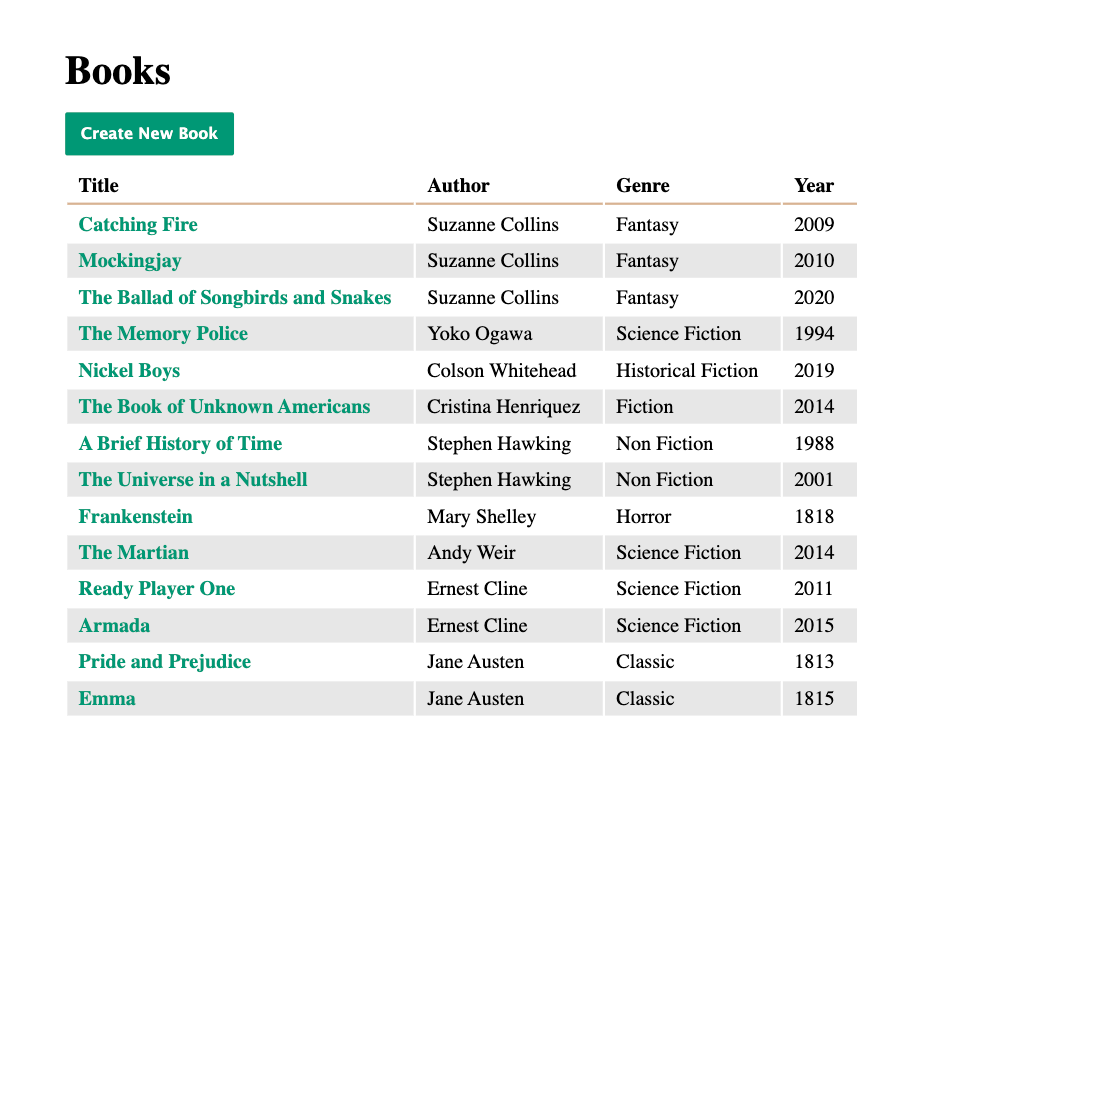 Books
Create New Book
Title Author Genre Year
Catching Fire Suzanne Collins Fantasy 2009
Mockingjay Suzanne Collins Fantasy 2010
The Ballad of Songbirds and Snakes Suzanne Collins Fantasy 2020
The Memory Police Yoko Ogawa Science Fiction 1994
Nickel Boys Colson Whitehead Historical Fiction 2019
The Book of Unknown Americans Cristina Henriquez Fiction 2014
A Brief History of Time Stephen Hawking Non Fiction 1988
The Universe in a Nutshell Stephen Hawking Non Fiction 2001
Frankenstein Mary Shelley Horror 1818
The Martian Andy Weir Science Fiction 2014
Ready Player One Ernest Cline Science Fiction 2011
Armada Ernest Cline Science Fiction 2015
Pride and Prejudice Jane Austen Classic 1813
Emma Jane Austen Classic 1815